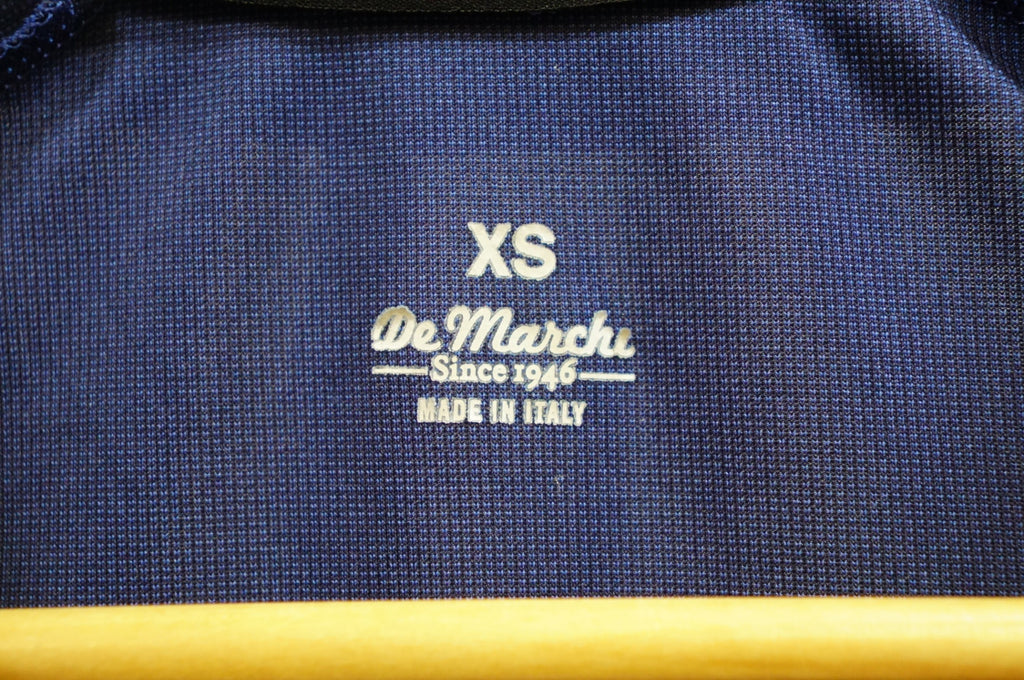 XS
De Marchi
Since 1946
MADE IN ITALY